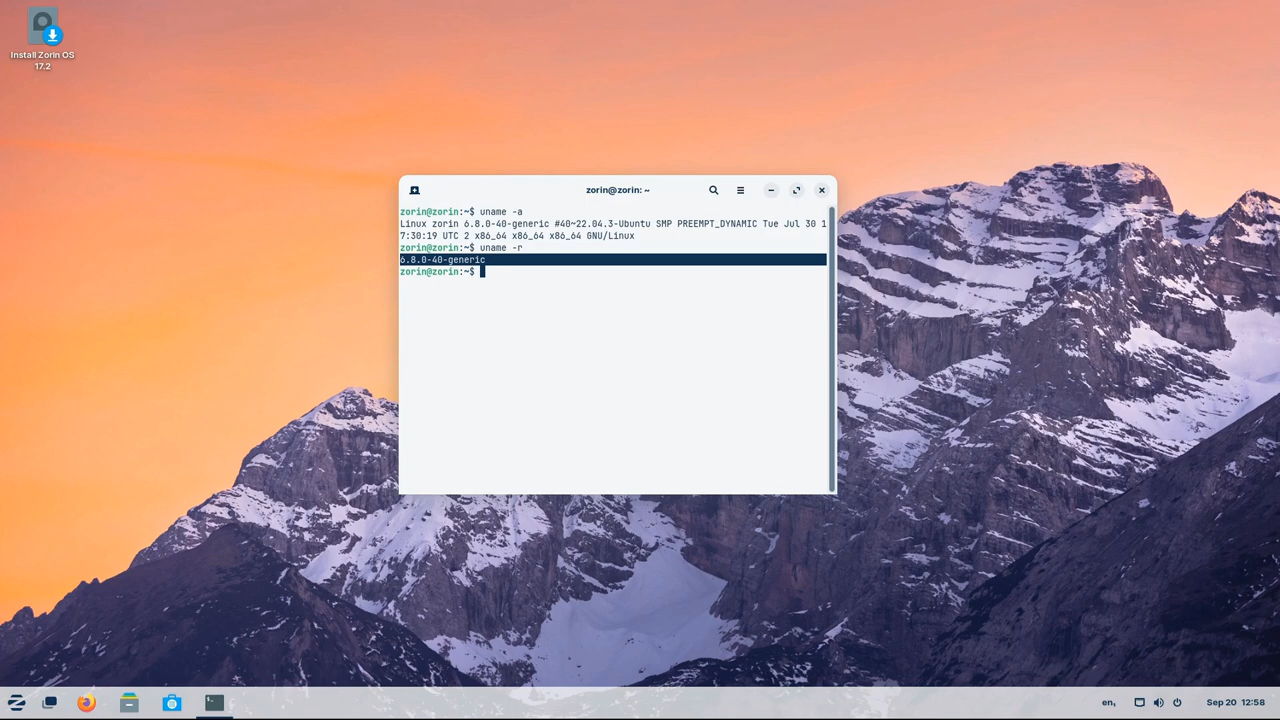 Install Zorin OS
17.2
zorin@zorin: ~
zorin@zorin:~$ uname -a
Linux zorin 6.8.0-40-generic #40~22.04.3-Ubuntu SMP PREEMPT_DYNAMIC Tue Jul 30 1
7:30:19 UTC 2 x86_64 x86_64 x86_64 GNU/Linux
zorin@zorin:~$ uname -r
6.8.0-40-generic
zorin@zorin:~$
en₁ Sep 20 12:58